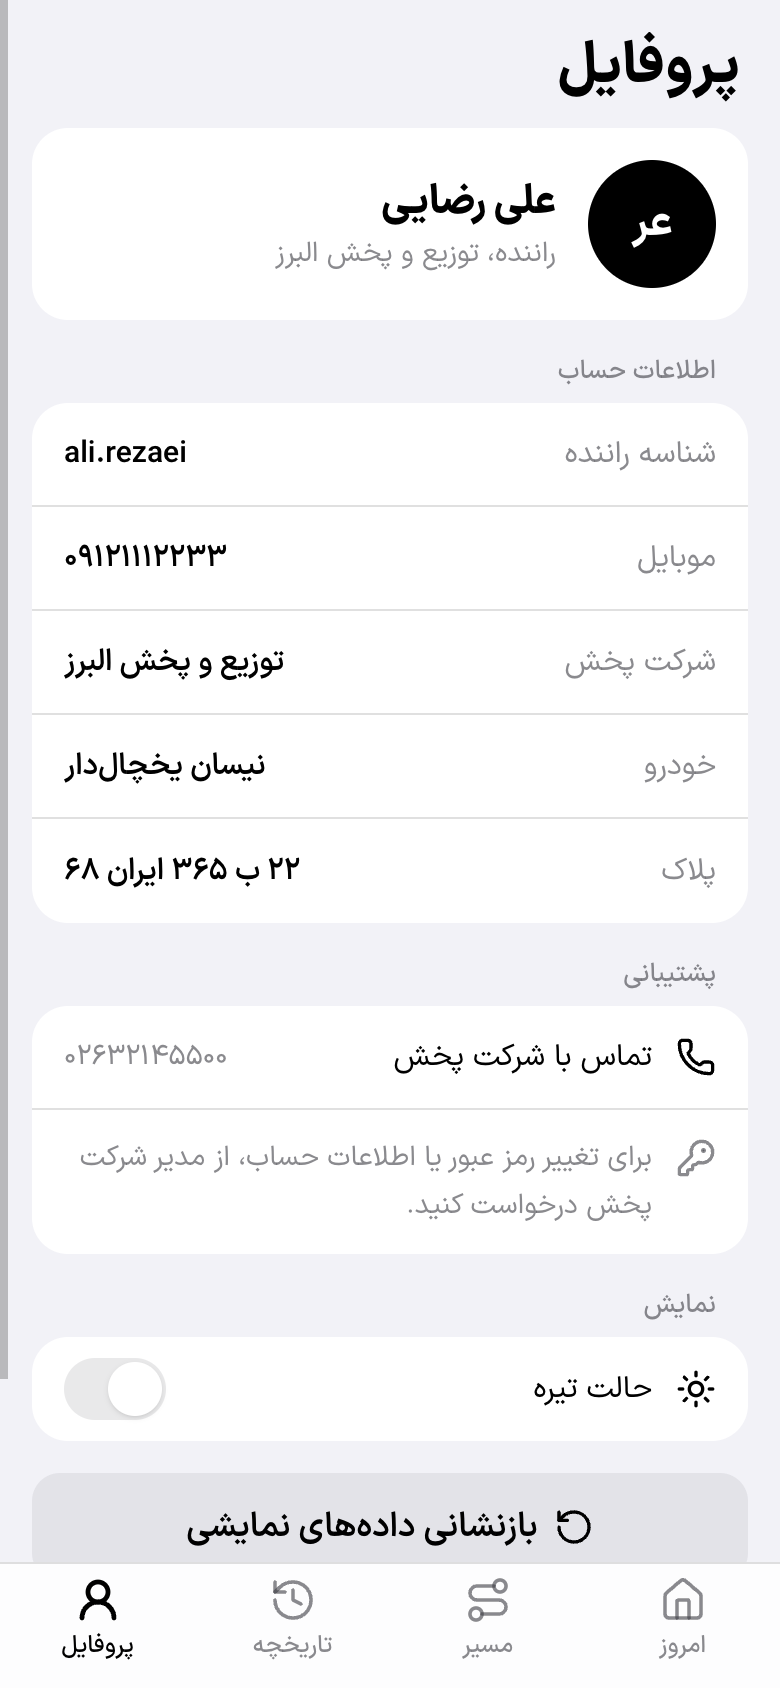 پروفایل
عر
علی رضایی
راننده، توزیع و پخش البرز
اطلاعات حساب
شناسه راننده ali.rezaei
موبایل ۰۹۱۲۱۱۱۲۲۳۳
شرکت پخش توزیع و پخش البرز
خودرو نیسان یخچال‌دار
پلاک ۲۲ ب ۳۶۵ ایران ۶۸
پشتیبانی
تماس با شرکت پخش ۰۲۶۳۲۱۴۵۵۰۰
برای تغییر رمز عبور یا اطلاعات حساب، از مدیر شرکت
پخش درخواست کنید.
نمایش
حالت تیره
بازنشانی داده‌های نمایشی
امروز مسیر تاریخچه پروفایل